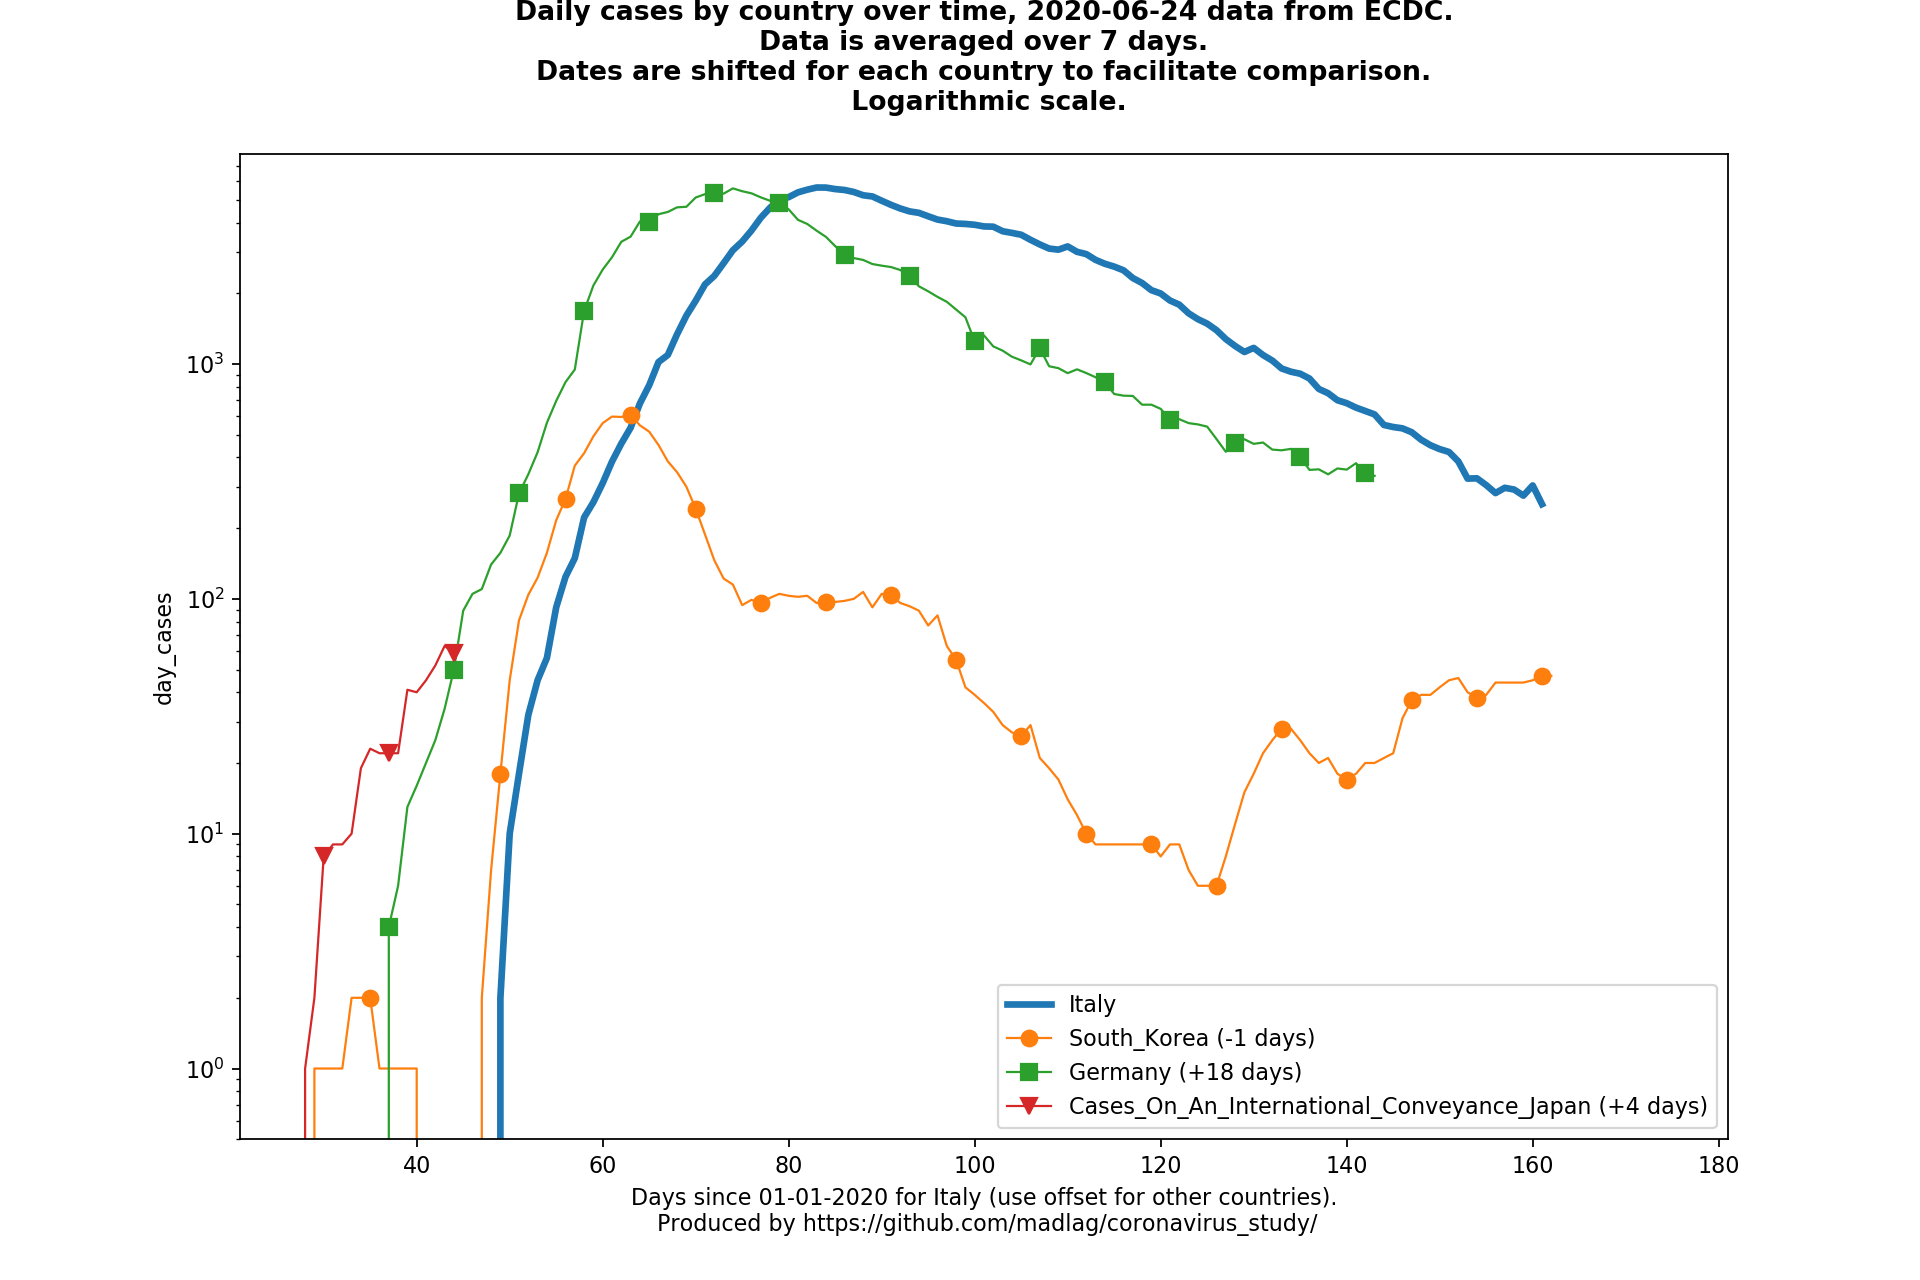 Daily cases by country over time, 2020-06-24 data from ECDC.
Data is averaged over 7 days.
Dates are shifted for each country to facilitate comparison.
Logarithmic scale.
day_cases
10³
10²
10¹
10⁰
Italy
South_Korea (-1 days)
Germany (+18 days)
Cases_On_An_International_Conveyance_Japan (+4 days)
40 60 80 100 120 140 160 180
Days since 01-01-2020 for Italy (use offset for other countries).
Produced by https://github.com/madlag/coronavirus_study/